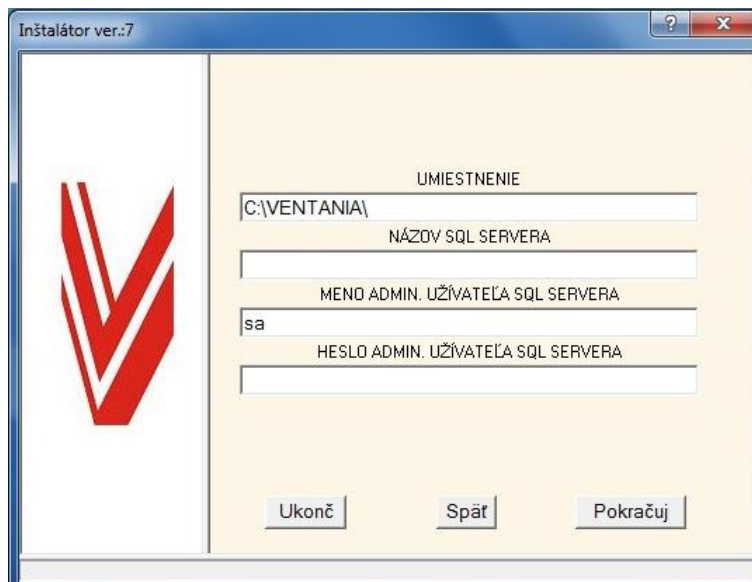 Inštalátor ver.:7
UMIESTNENIE
C:\VENTANIA\
NÁZOV SQL SERVERA
MENO ADMIN. UŽÍVATEĽA SQL SERVERA
sa
HESLO ADMIN. UŽÍVATEĽA SQL SERVERA
Ukonč Späť Pokračuj